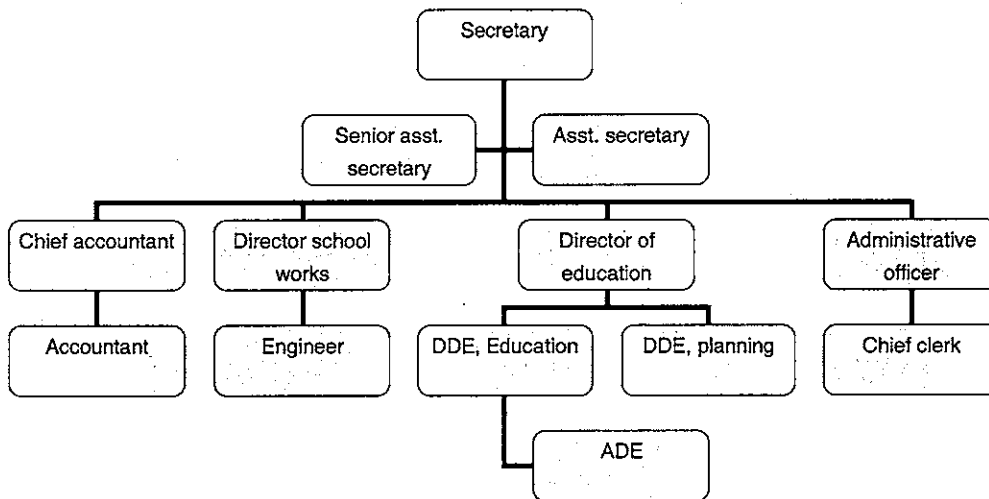 Secretary
Senior asst.
secretary
Asst. secretary
Chief accountant
Director school
works
Director of
education
Administrative
officer
Accountant
Engineer
DDE, Education
DDE, planning
Chief clerk
ADE